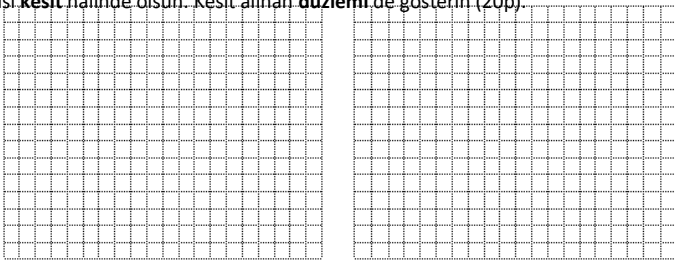 kesit halinde olsun. Kesit alınan düzlemi de gösterin (20p).